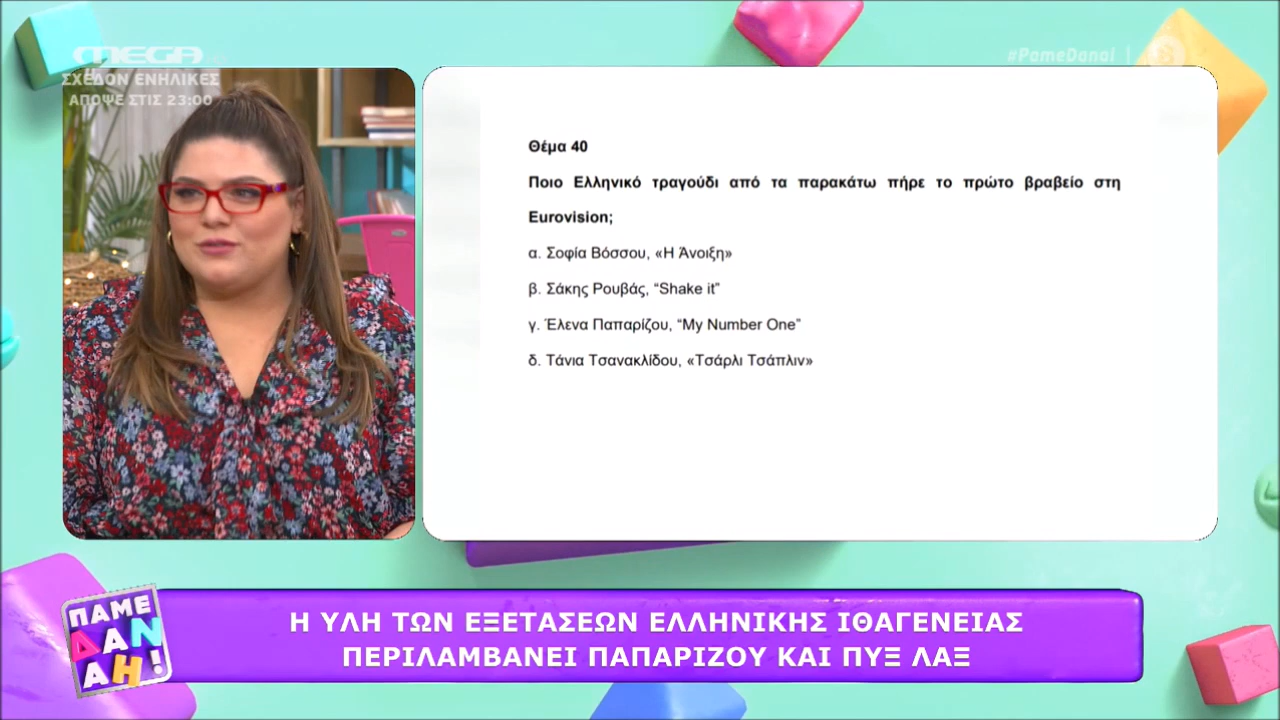 MEGA
ΣΧΕΔΟΝ ΕΝΗΛΙΚΕΣ
ΑΠΟΨΕ ΣΤΙΣ 23:00
#PameDanai
Θέμα 40
Ποιο Ελληνικό τραγούδι από τα παρακάτω πήρε το πρώτο βραβείο στη
Eurovision;
α. Σοφία Βόσσου, «Η Άνοιξη»
β. Σάκης Ρουβάς, “Shake it”
γ. Έλενα Παπαρίζου, “My Number One”
δ. Τάνια Τσανακλίδου, «Τσάρλι Τσάπλιν»
ΠΑΜΕ
ΔΑΝ
ΑΗ!
Η ΥΛΗ ΤΩΝ ΕΞΕΤΑΣΕΩΝ ΕΛΛΗΝΙΚΗΣ ΙΘΑΓΕΝΕΙΑΣ
ΠΕΡΙΛΑΜΒΑΝΕΙ ΠΑΠΑΡΙΖΟΥ ΚΑΙ ΠΥΞ ΛΑΞ